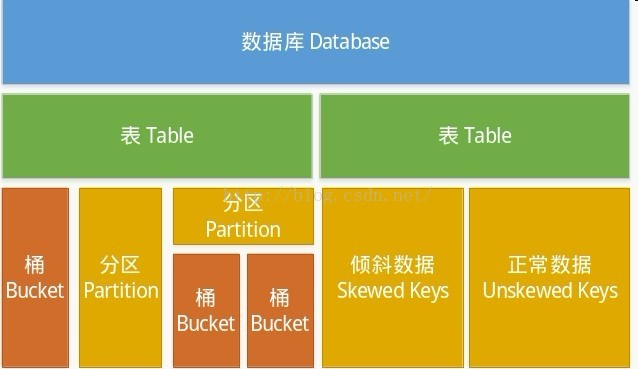 数据库 Database
表 Table
表 Table
http://blog.csdn.net/
分区
Partition
桶
Bucket
分区
Partition
桶
Bucket
桶
Bucket
倾斜数据
Skewed Keys
正常数据
Unskewed Keys